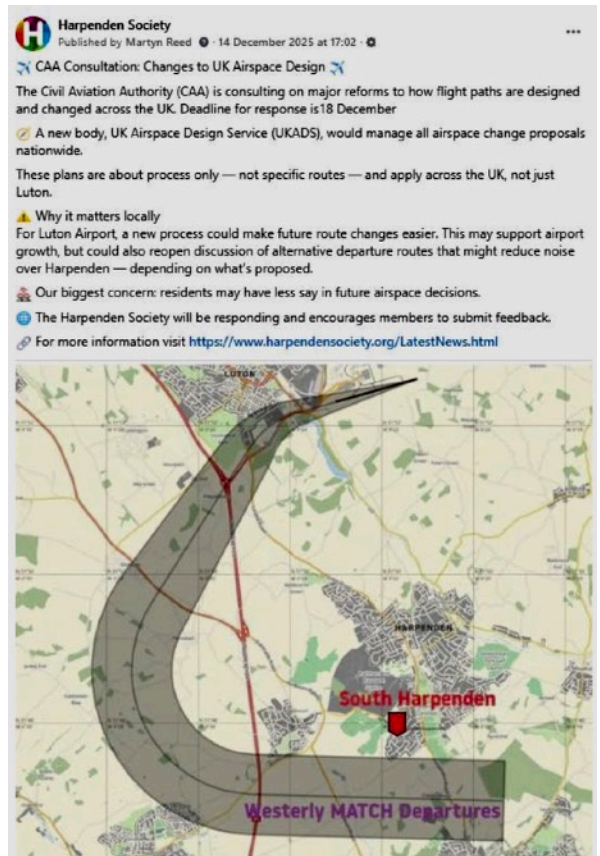 Harpenden Society
Published by Martyn Reed · 14 December 2025 at 17:02 ·
✈️ CAA Consultation: Changes to UK Airspace Design ✈️
The Civil Aviation Authority (CAA) is consulting on major reforms to how flight paths are designed
and changed across the UK. Deadline for response is18 December
🧭 A new body, UK Airspace Design Service (UKADS), would manage all airspace change proposals
nationwide.
These plans are about process only — not specific routes — and apply across the UK, not just
Luton.
⚠️ Why it matters locally
For Luton Airport, a new process could make future route changes easier. This may support airport
growth, but could also reopen discussion of alternative departure routes that might reduce noise
over Harpenden — depending on what's proposed.
🏘️ Our biggest concern: residents may have less say in future airspace decisions.
🌐 The Harpenden Society will be responding and encourages members to submit feedback.
🔗 For more information visit https://www.harpendensociety.org/LatestNews.html
LUTON
HARPENDEN
South Harpenden
Westerly MATCH Departures